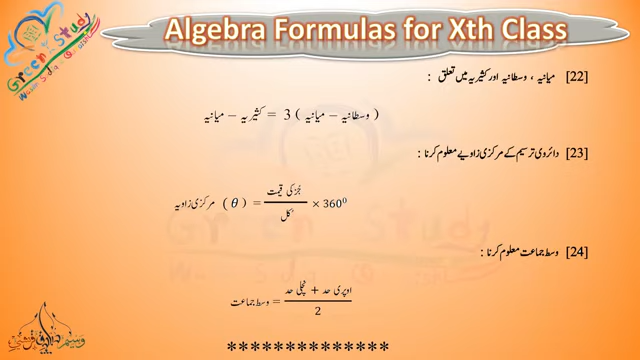 Green Study
Algebra Formulas for Xth Class
[22] میانیہ ، وسطانیہ اور کثیریہ میں تعلق :
میانیہ − کثیریہ = 3 ( میانیہ − وسطانیہ )
[23] دائروی ترسیم کے مرکزی زاویے معلوم کرنا :
مرکزی زاویہ (θ) = جُز کی قیمت / کل × 360⁰
[24] وسط جماعت معلوم کرنا :
وسط جماعت = اوپری حد + نچلی حد / 2
**************